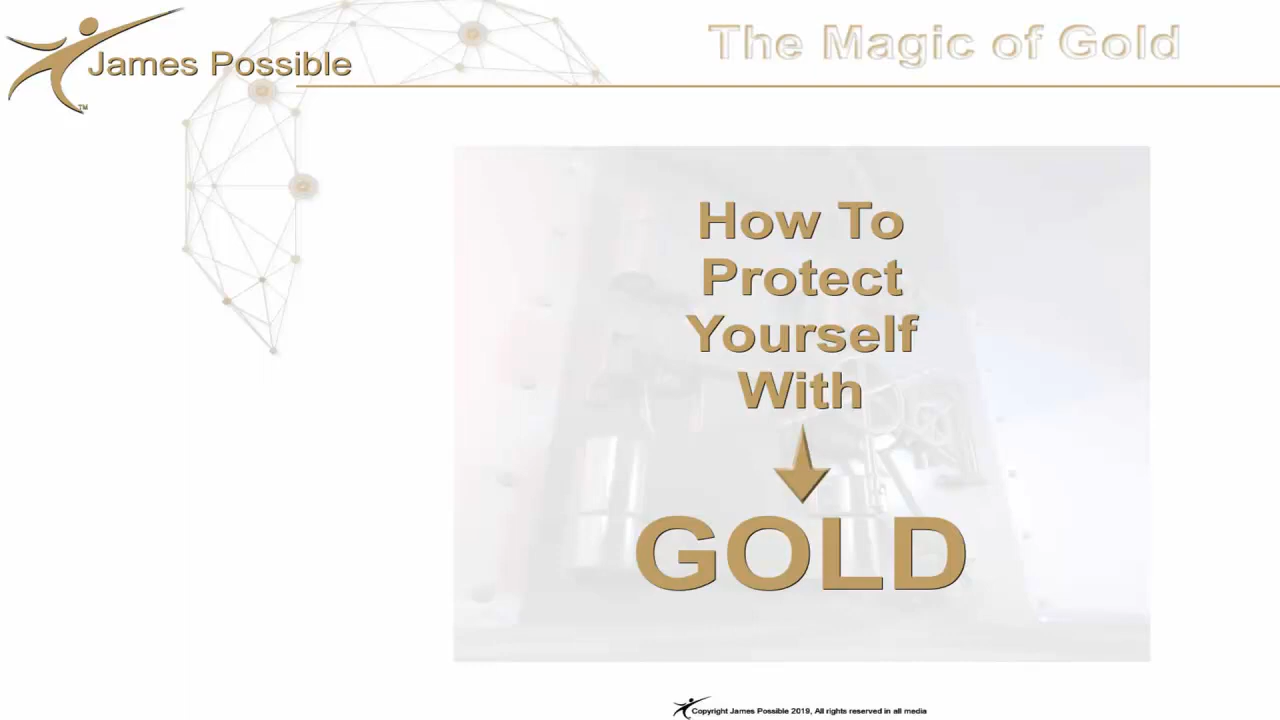 James Possible
TM
The Magic of Gold
How To
Protect
Yourself
With
GOLD
Copyright James Possible 2019, All rights reserved in all media